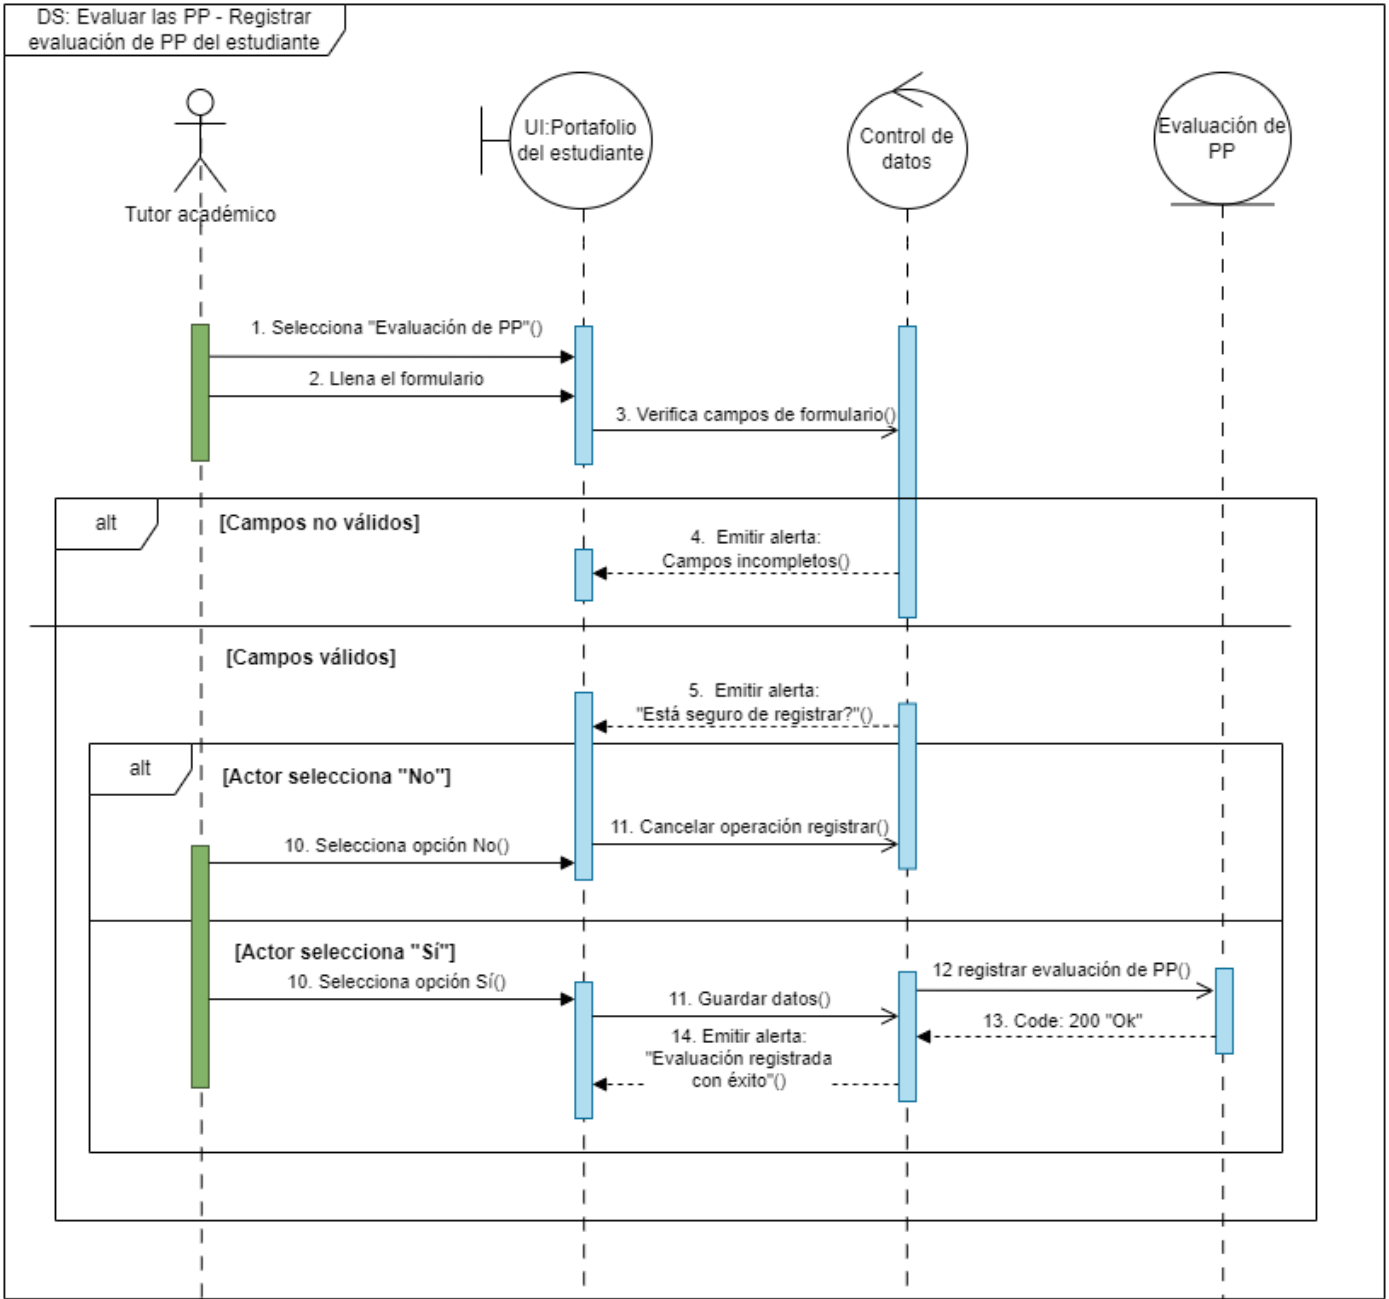 DS: Evaluar las PP - Registrar
evaluación de PP del estudiante
UI:Portafolio
del estudiante
Control de
datos
Evaluación de
PP
Tutor académico
1. Selecciona "Evaluación de PP"()
2. Llena el formulario
3. Verifica campos de formulario()
alt
[Campos no válidos]
4.  Emitir alerta:
Campos incompletos()
[Campos válidos]
5.  Emitir alerta:
"Está seguro de registrar?"()
alt
[Actor selecciona "No"]
10. Selecciona opción No()
11. Cancelar operación registrar()
[Actor selecciona "Sí"]
10. Selecciona opción Sí()
11. Guardar datos()
12 registrar evaluación de PP()
13. Code: 200 "Ok"
14. Emitir alerta:
"Evaluación registrada
con éxito"()